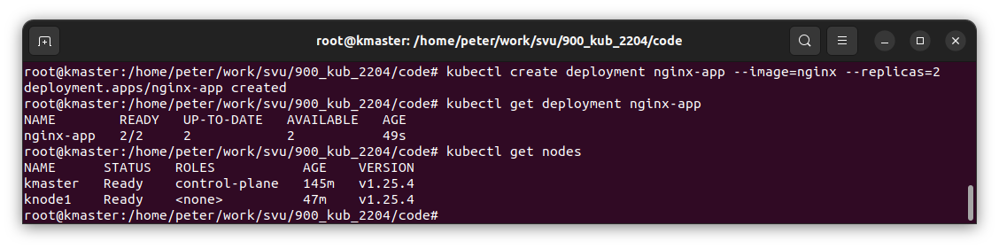 root@kmaster: /home/peter/work/svu/900_kub_2204/code
root@kmaster:/home/peter/work/svu/900_kub_2204/code# kubectl create deployment nginx-app --image=nginx --replicas=2
deployment.apps/nginx-app created
root@kmaster:/home/peter/work/svu/900_kub_2204/code# kubectl get deployment nginx-app
NAME        READY   UP-TO-DATE   AVAILABLE   AGE
nginx-app   2/2     2            2           49s
root@kmaster:/home/peter/work/svu/900_kub_2204/code# kubectl get nodes
NAME      STATUS   ROLES           AGE    VERSION
kmaster   Ready    control-plane   145m   v1.25.4
knode1    Ready    <none>          47m    v1.25.4
root@kmaster:/home/peter/work/svu/900_kub_2204/code#